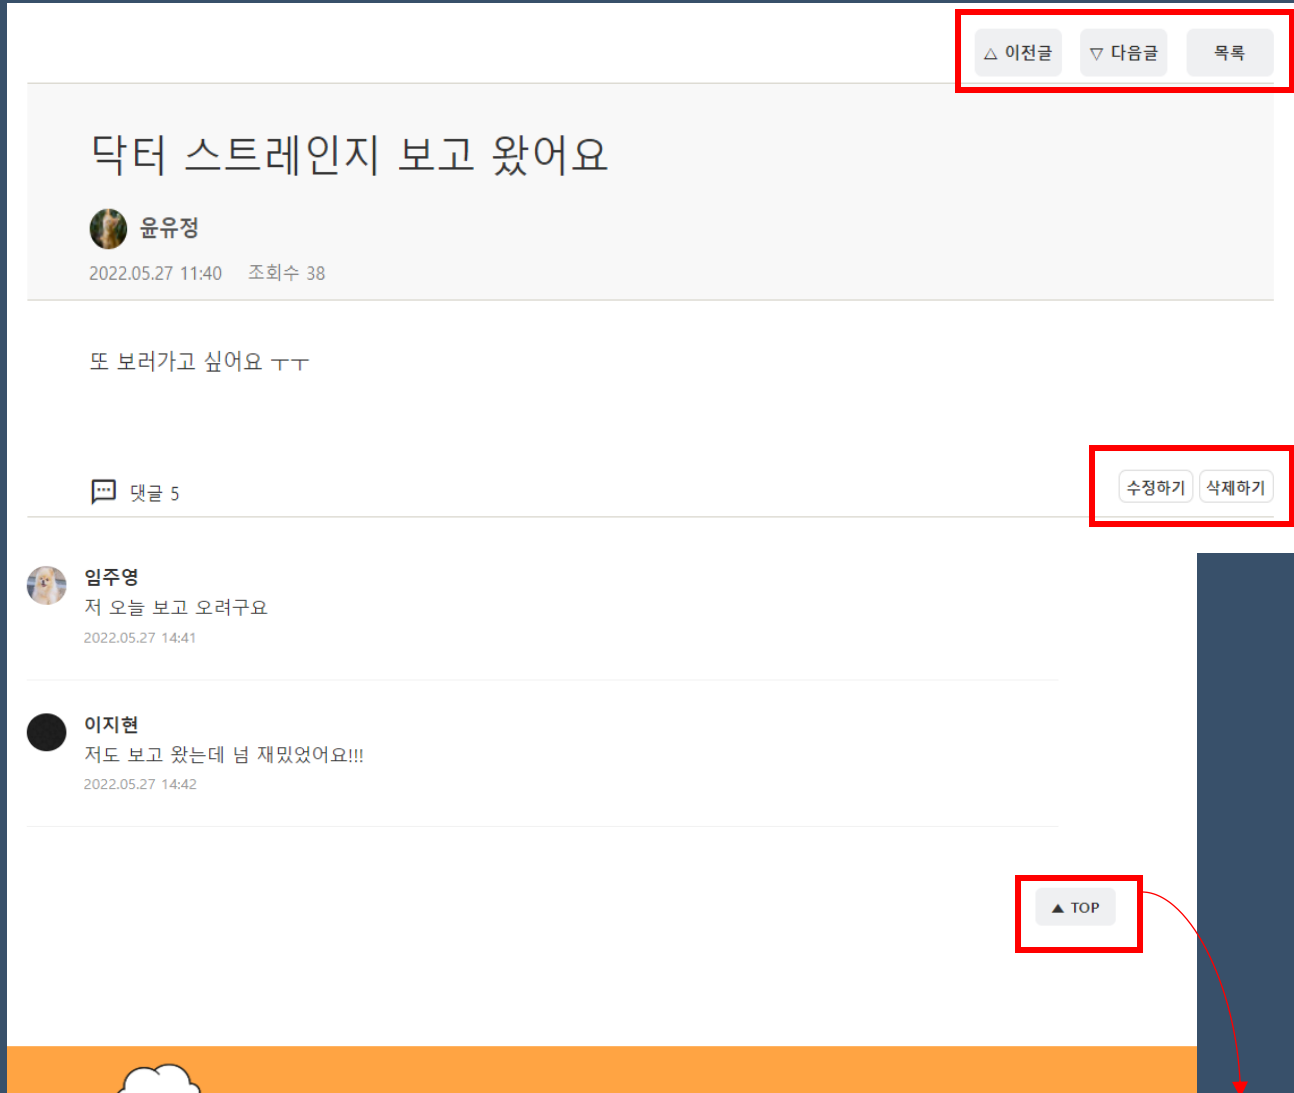 △ 이전글 ▽ 다음글 목록
닥터 스트레인지 보고 왔어요
윤유정
2022.05.27 11:40 조회수 38
또 보러가고 싶어요 ㅜㅜ
댓글 5 수정하기 삭제하기
임주영
저 오늘 보고 오려구요
2022.05.27 14:41
이지현
저도 보고 왔는데 넘 재밌었어요!!!
2022.05.27 14:42
▲ TOP